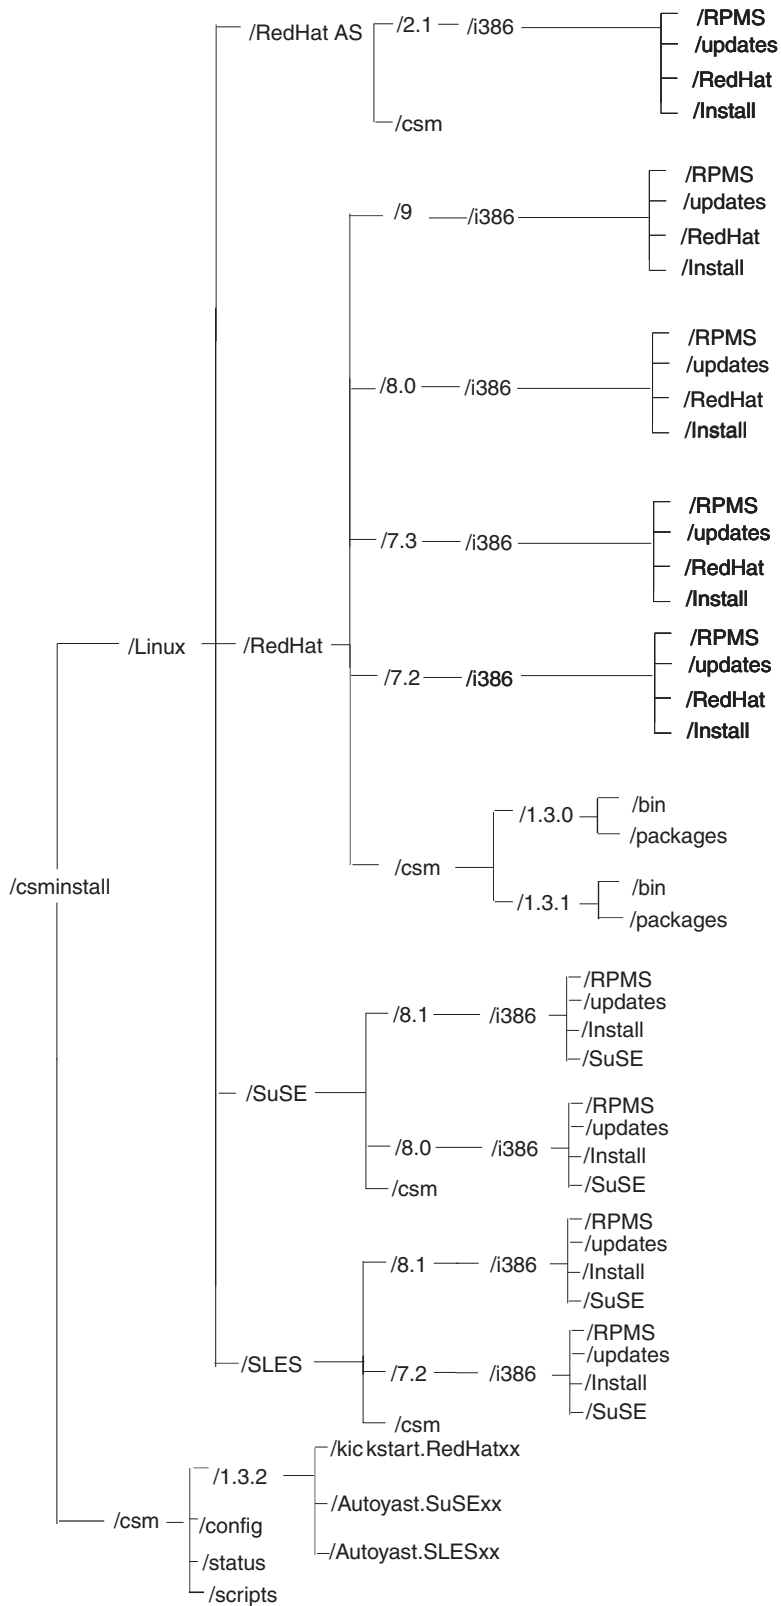 /RedHat AS
/2.1
/i386
/RPMS
/updates
/RedHat
/Install
/csm
/9
/i386
/RPMS
/updates
/RedHat
/Install
/8.0
/i386
/RPMS
/updates
/RedHat
/Install
/7.3
/i386
/RPMS
/updates
/RedHat
/Install
/Linux
/RedHat
/7.2
/i386
/RPMS
/updates
/RedHat
/Install
/csm
/1.3.0
/bin
/packages
/1.3.1
/bin
/packages
/csminstall
/SuSE
/8.1
/i386
/RPMS
/updates
/Install
/SuSE
/8.0
/i386
/RPMS
/updates
/Install
/SuSE
/csm
/SLES
/8.1
/i386
/RPMS
/updates
/Install
/SuSE
/7.2
/i386
/RPMS
/updates
/Install
/SuSE
/csm
/csm
/1.3.2
/kickstart.RedHatxx
/Autoyast.SuSExx
/Autoyast.SLESxx
/config
/status
/scripts